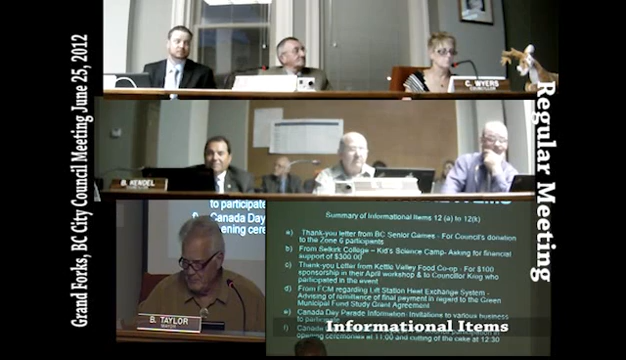 Grand Forks, BC City Council Meeting June 25, 2012
C. WYERS
B. KENDEL
Regular Meeting
to participate
Canada Day
opening cere
B. TAYLOR
MAYOR
Summary of Informational Items 12 (a) to 12(k)
a) Thank-you letter from BC Senior Games - For Council's donation
to the Zone 6 participants
b) From Selkirk College – Kid's Science Camp- Asking for financial
support of $300.00
c) Thank-you Letter from Kettle Valley Food Co-op - For $100
sponsorship in their April workshop & to Councillor King who
participated in the event
d) From FCM regarding Lift Station Heat Exchange System -
Advising of remittance of final payment in regard to the Green
Municipal Fund Study Grant Agreement
e) Canada Day Parade Information- Invitations to various business
to participate
f) Canada
opening ceremonies at 11:00 and cutting of the cake at 12:30
Informational Items